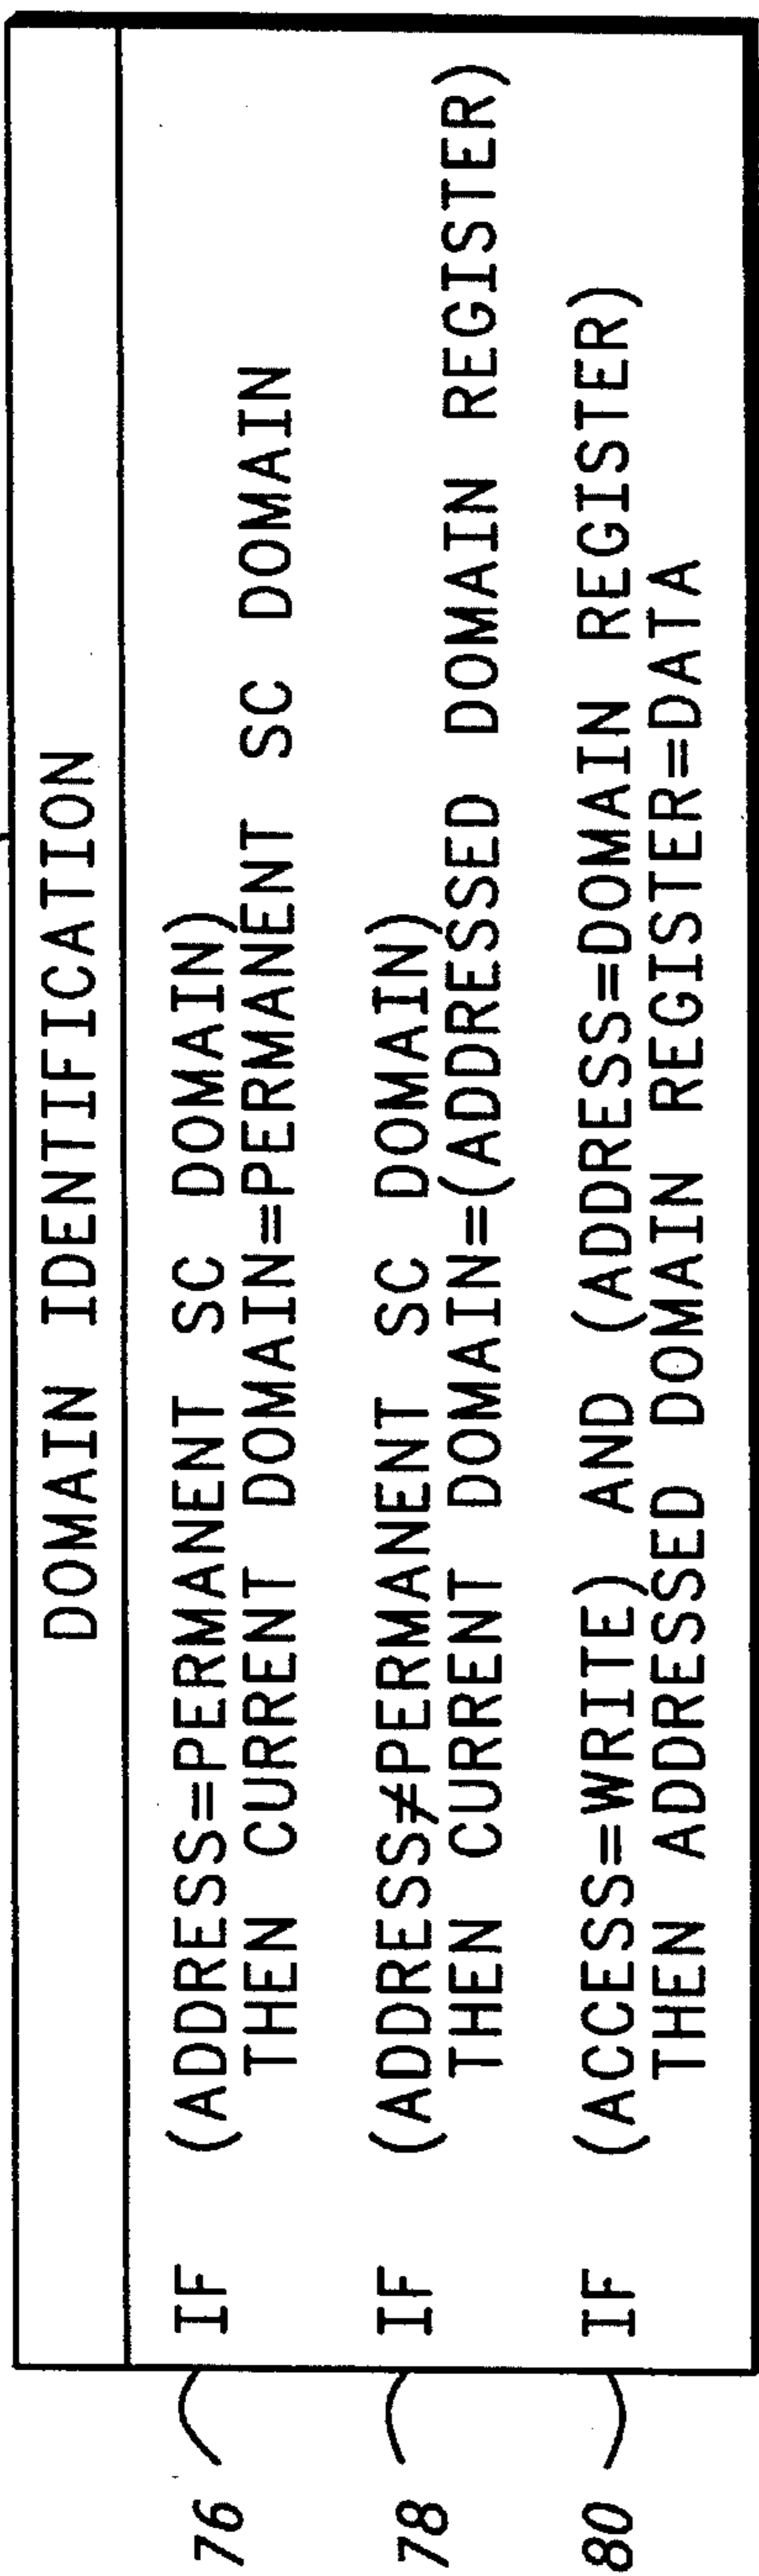 DOMAIN IDENTIFICATION
76 IF (ADDRESS=PERMANENT SC DOMAIN)
THEN CURRENT DOMAIN=PERMANENT SC DOMAIN
78 IF (ADDRESS≠PERMANENT SC DOMAIN)
THEN CURRENT DOMAIN=(ADDRESSED DOMAIN REGISTER)
80 IF (ACCESS=WRITE) AND (ADDRESS=DOMAIN REGISTER)
THEN ADDRESSED DOMAIN REGISTER=DATA